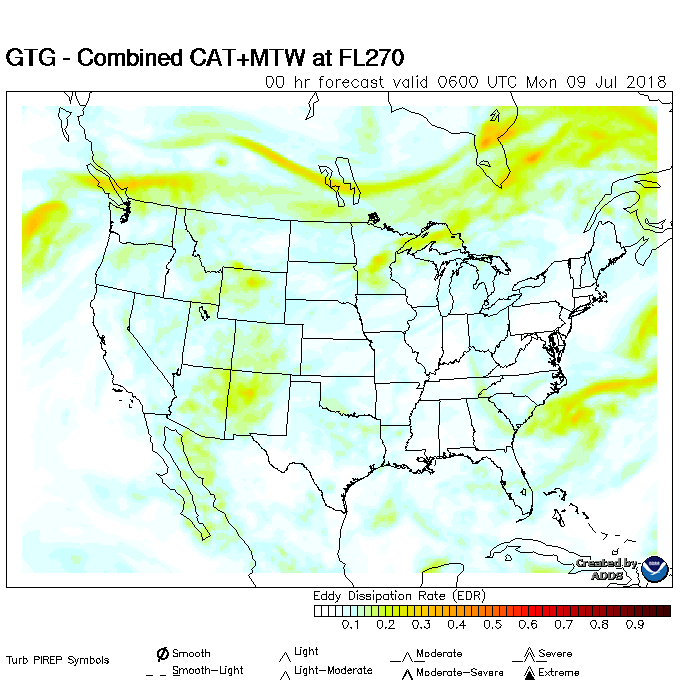 GTG - Combined CAT+MTW at FL270
00 hr forecast valid 0600 UTC Mon 09 Jul 2018
Created by
ADDS
Eddy Dissipation Rate (EDR)
0.1 0.2 0.3 0.4 0.5 0.6 0.7 0.8 0.9
Turb PIREP Symbols
Smooth Light Moderate Severe
Smooth-Light Light-Moderate Moderate-Severe Extreme